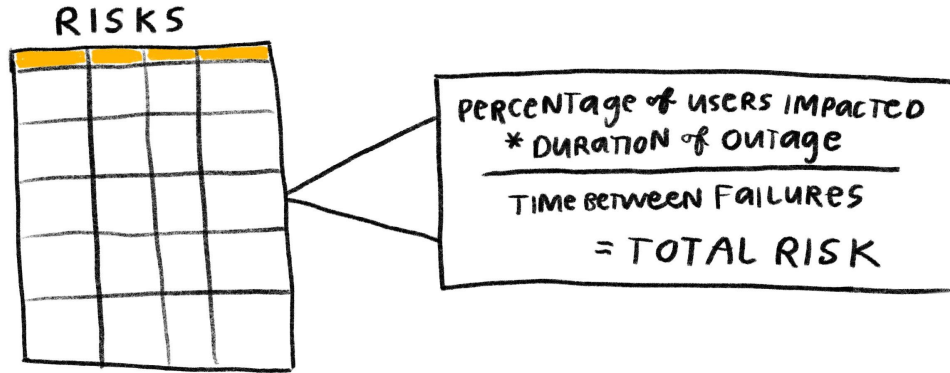 RISKS
PERCENTAGE of USERS IMPACTED
* DURATION of OUTAGE
TIME BETWEEN FAILURES
= TOTAL RISK